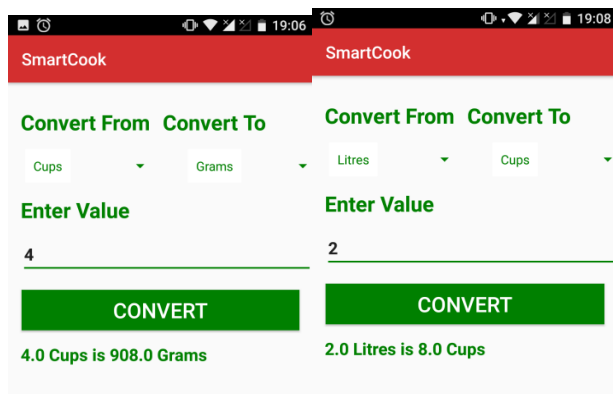 19:06
SmartCook
Convert From Convert To
Cups Grams
Enter Value
4
CONVERT
4.0 Cups is 908.0 Grams
19:08
SmartCook
Convert From Convert To
Litres Cups
Enter Value
2
CONVERT
2.0 Litres is 8.0 Cups